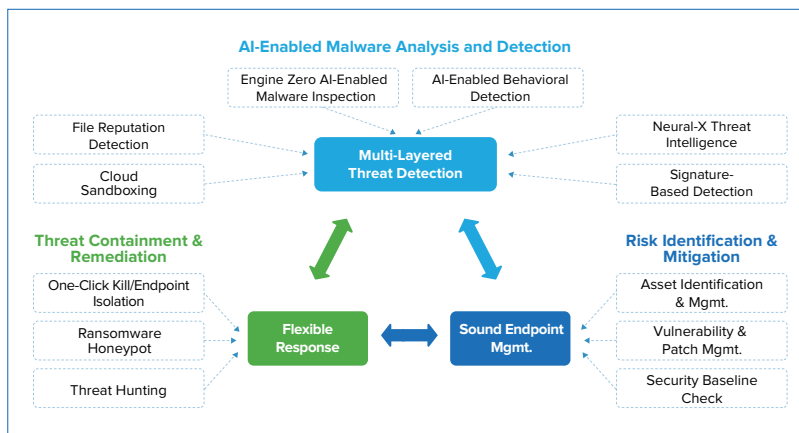 AI-Enabled Malware Analysis and Detection
Engine Zero AI-Enabled
Malware Inspection
AI-Enabled Behavioral
Detection
File Reputation
Detection
Cloud
Sandboxing
Multi-Layered
Threat Detection
Neural-X Threat
Intelligence
Signature-
Based Detection
Threat Containment &
Remediation
One-Click Kill/Endpoint
Isolation
Ransomware
Honeypot
Threat Hunting
Flexible
Response
Sound Endpoint
Mgmt.
Risk Identification &
Mitigation
Asset Identification
& Mgmt.
Vulnerability &
Patch Mgmt.
Security Baseline
Check